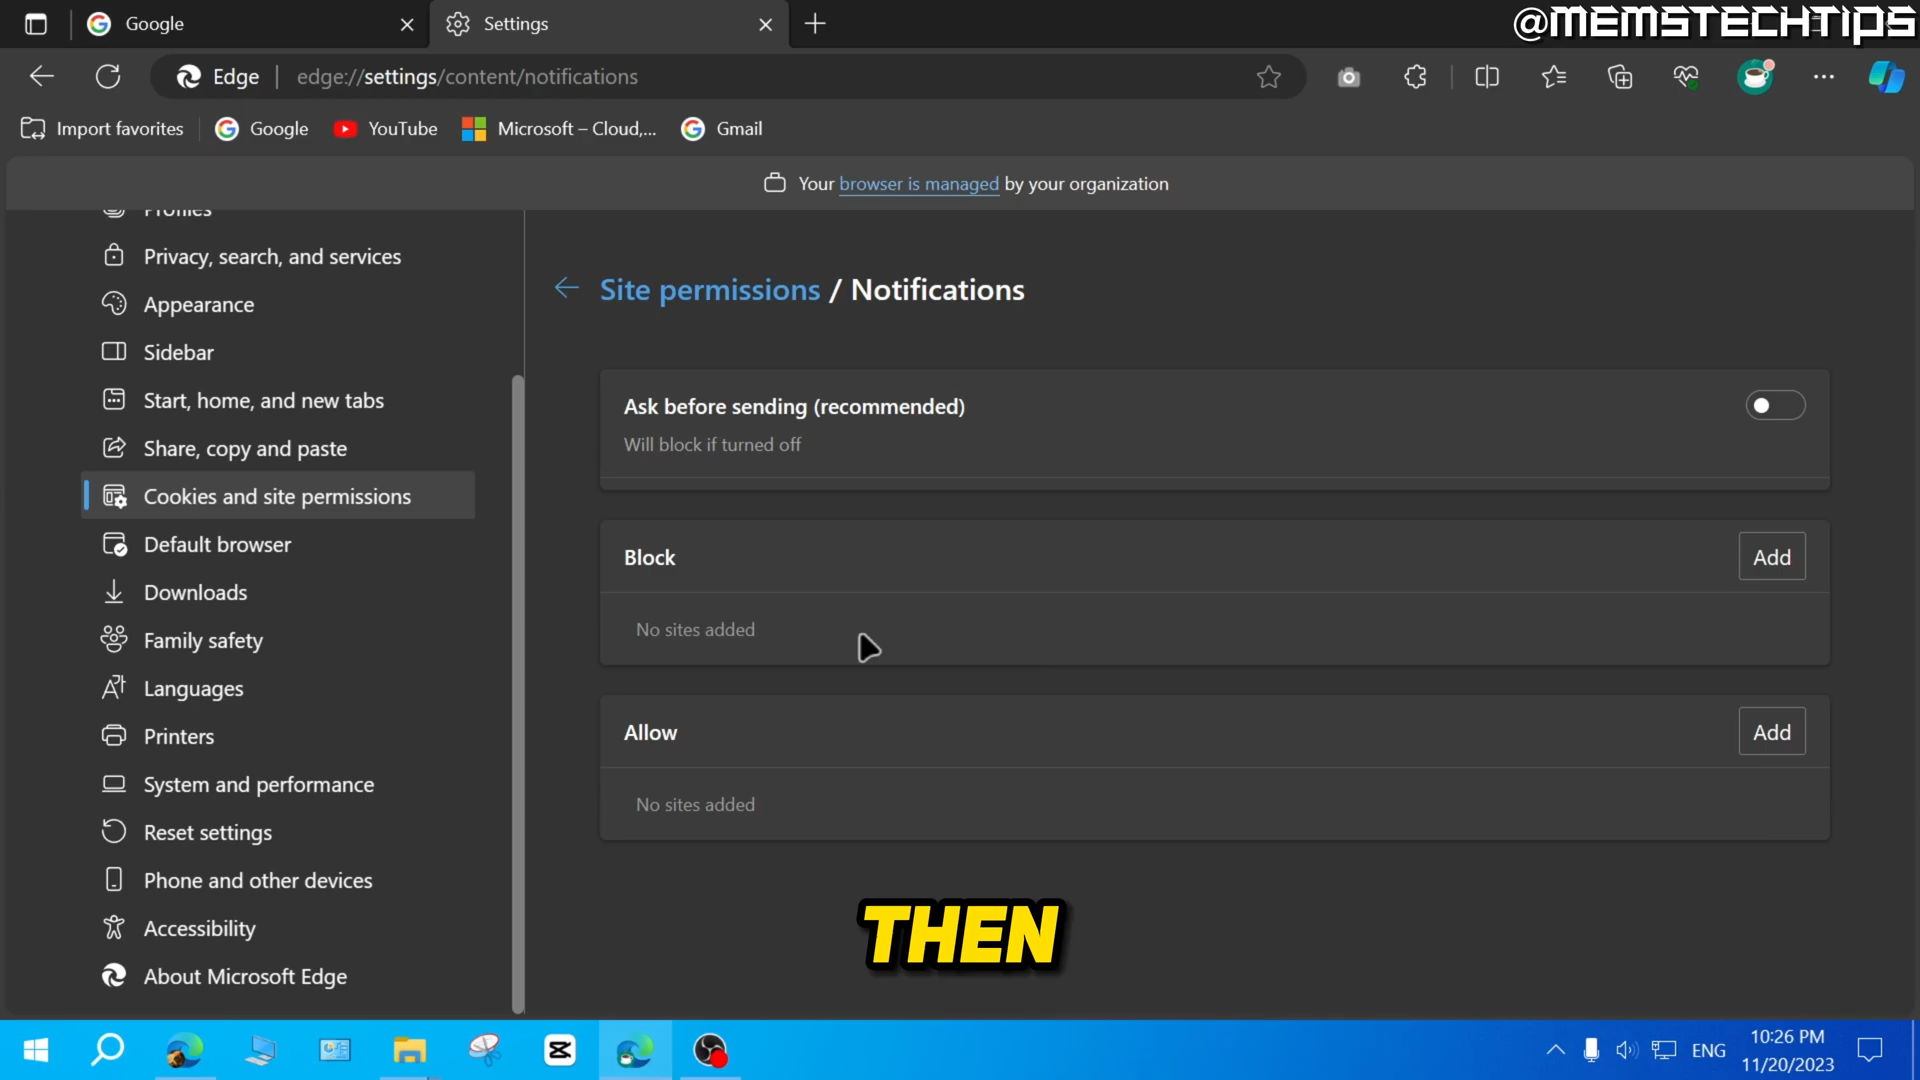 Google
Settings
@MEMSTECHTIPS
Edge
edge://settings/content/notifications
Import favorites
Google
YouTube
Microsoft – Cloud,...
Gmail
Your browser is managed by your organization
Profiles
Privacy, search, and services
Appearance
Sidebar
Start, home, and new tabs
Share, copy and paste
Cookies and site permissions
Default browser
Downloads
Family safety
Languages
Printers
System and performance
Reset settings
Phone and other devices
Accessibility
About Microsoft Edge
Site permissions / Notifications
Ask before sending (recommended)
Will block if turned off
Block
Add
No sites added
Allow
Add
No sites added
THEN
ENG
10:26 PM
11/20/2023